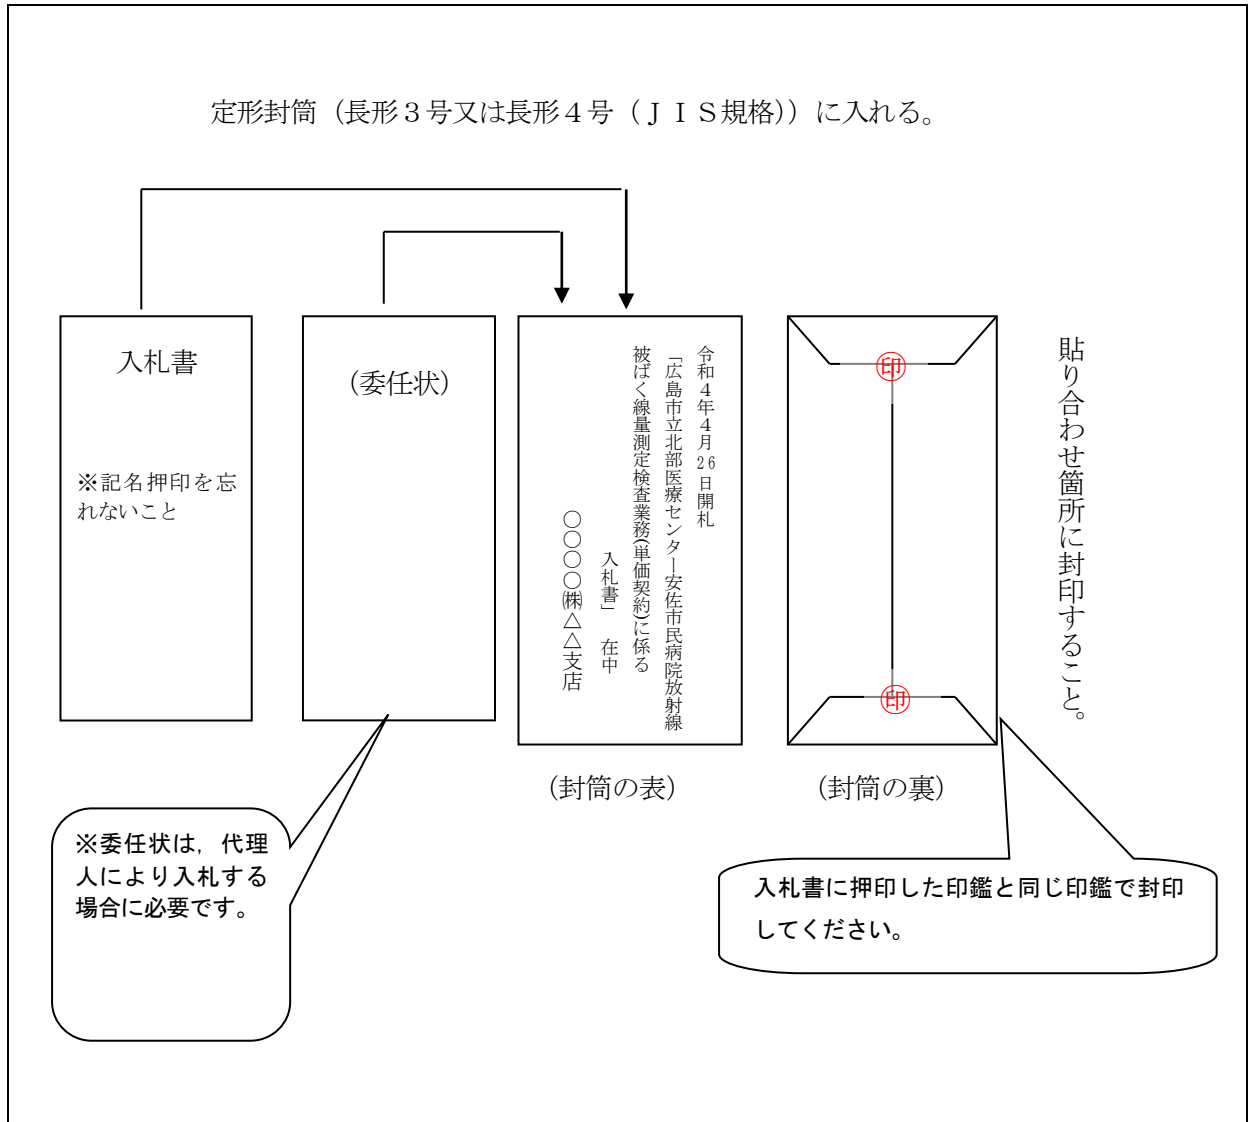 定形封筒（長形３号又は長形４号（ＪＩＳ規格））に入れる。
入札書
※記名押印を忘
れないこと
（委任状）
令和４年４月26日開札
「広島市立北部医療センター安佐市民病院放射線
被ばく線量測定検査業務(単価契約)に係る
入札書」　在中
〇〇〇〇㈱△△支店
印
印
貼り合わせ箇所に封印すること。
（封筒の表）
（封筒の裏）
※委任状は，代理
人により入札する
場合に必要です。
入札書に押印した印鑑と同じ印鑑で封印
してください。